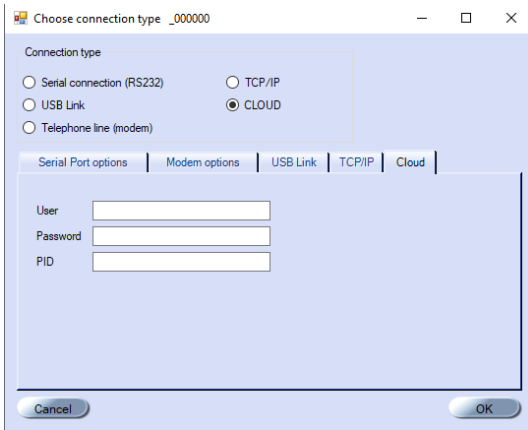 Choose connection type _000000
Connection type
Serial connection (RS232)
TCP/IP
USB Link
CLOUD
Telephone line (modem)
Serial Port options
Modem options
USB Link
TCP/IP
Cloud
User
Password
PID
Cancel
OK